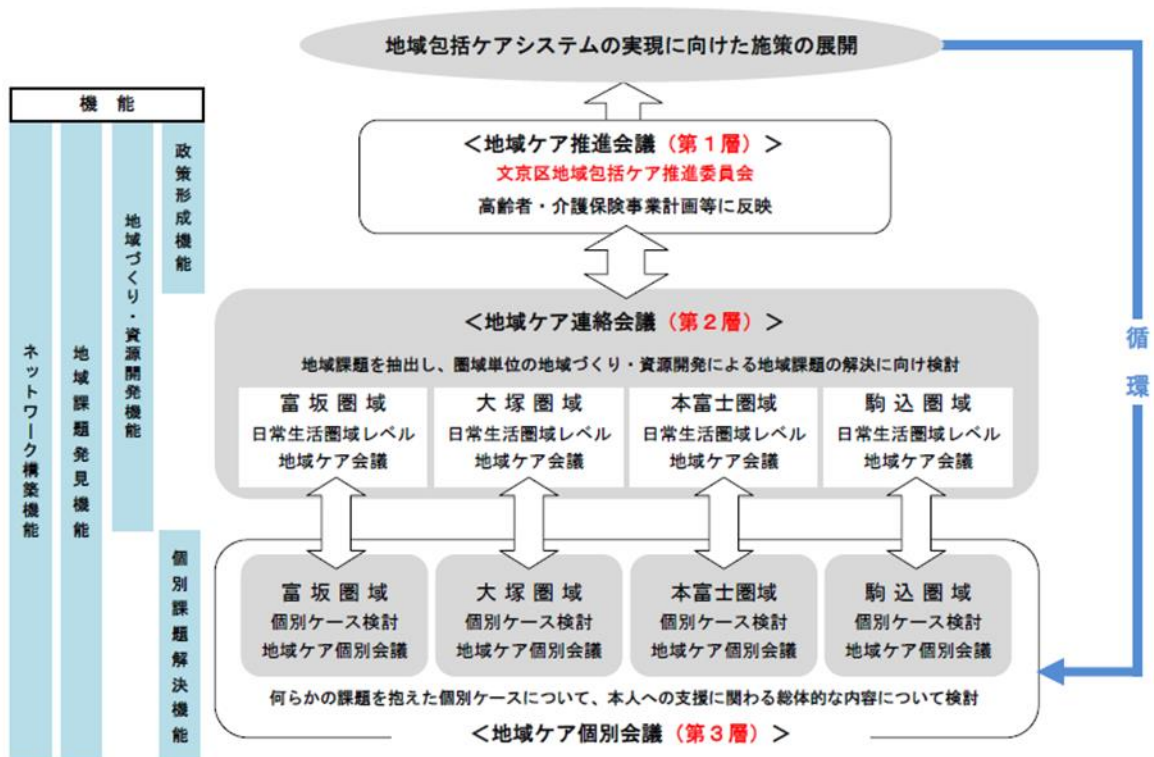 地域包括ケアシステムの実現に向けた施策の展開
機 能
ネットワーク構築機能
地域課題発見機能
地域づくり・資源開発機能
政策形成機能
個別課題解決機能
＜地域ケア推進会議（第１層）＞
文京区地域包括ケア推進委員会
高齢者・介護保険事業計画等に反映
＜地域ケア連絡会議（第２層）＞
地域課題を抽出し、圏域単位の地域づくり・資源開発による地域課題の解決に向け検討
富坂圏域
日常生活圏域レベル
地域ケア会議
大塚圏域
日常生活圏域レベル
地域ケア会議
本富士圏域
日常生活圏域レベル
地域ケア会議
駒込圏域
日常生活圏域レベル
地域ケア会議
富坂圏域
個別ケース検討
地域ケア個別会議
大塚圏域
個別ケース検討
地域ケア個別会議
本富士圏域
個別ケース検討
地域ケア個別会議
駒込圏域
個別ケース検討
地域ケア個別会議
何らかの課題を抱えた個別ケースについて、本人への支援に関わる総体的な内容について検討
＜地域ケア個別会議（第３層）＞
循環